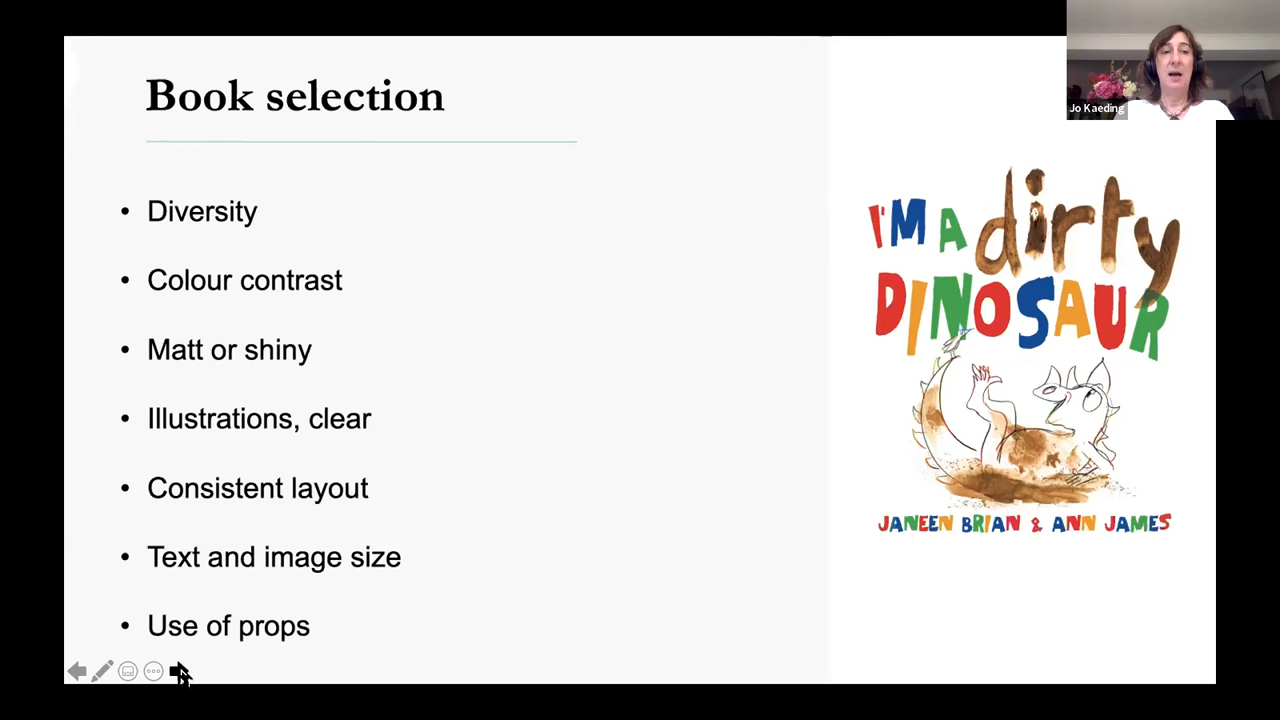 Book selection
• Diversity
• Colour contrast
• Matt or shiny
• Illustrations, clear
• Consistent layout
• Text and image size
• Use of props
I'M A dirty
DINOSAUR
JANEEN BRIAN & ANN JAMES
Jo Kaeding